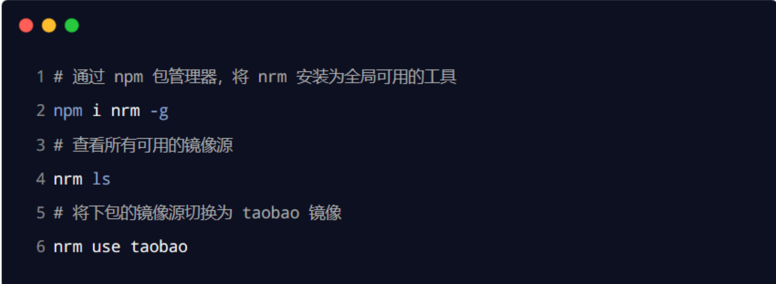 1 # 通过 npm 包管理器，将 nrm 安装为全局可用的工具
2 npm i nrm -g
3 # 查看所有可用的镜像源
4 nrm ls
5 # 将下包的镜像源切换为 taobao 镜像
6 nrm use taobao